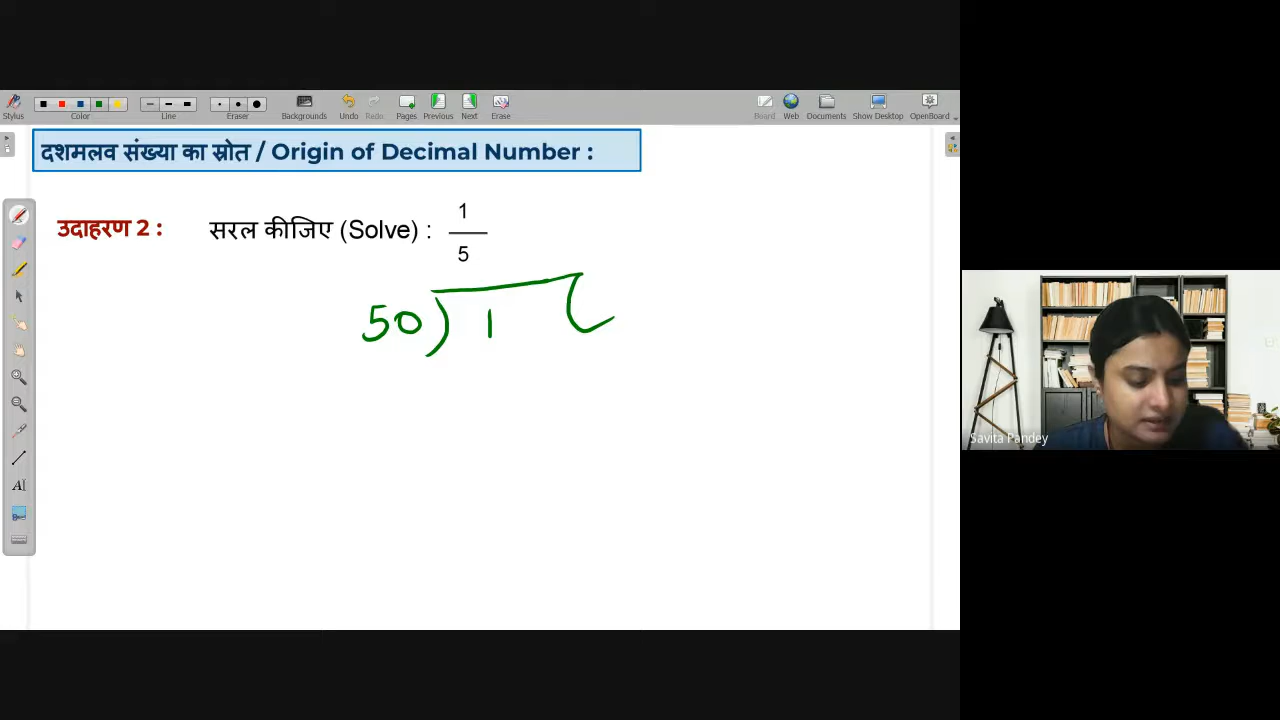 Stylus Color Line Eraser Backgrounds Undo Redo Pages Previous Next Erase Board Web Documents Show Desktop OpenBoard
दशमलव संख्या का स्रोत / Origin of Decimal Number :
उदाहरण 2 : सरल कीजिए (Solve) : 1
5
50 ) 1
Savita Pandey